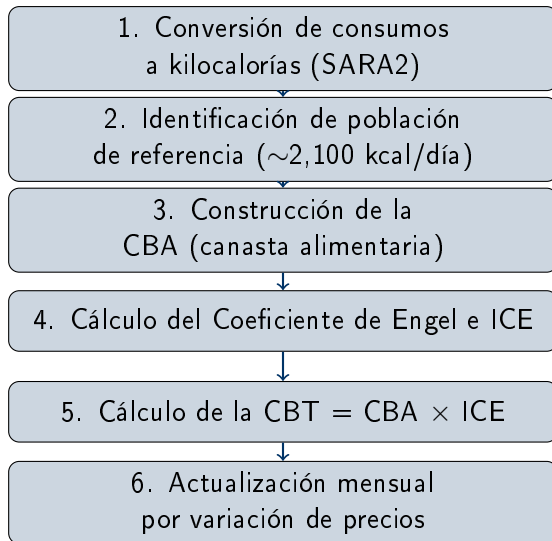 1. Conversión de consumos
a kilocalorías (SARA2)
2. Identificación de población
de referencia (∼2,100 kcal/día)
3. Construcción de la
CBA (canasta alimentaria)
4. Cálculo del Coeficiente de Engel e ICE
5. Cálculo de la CBT = CBA × ICE
6. Actualización mensual
por variación de precios